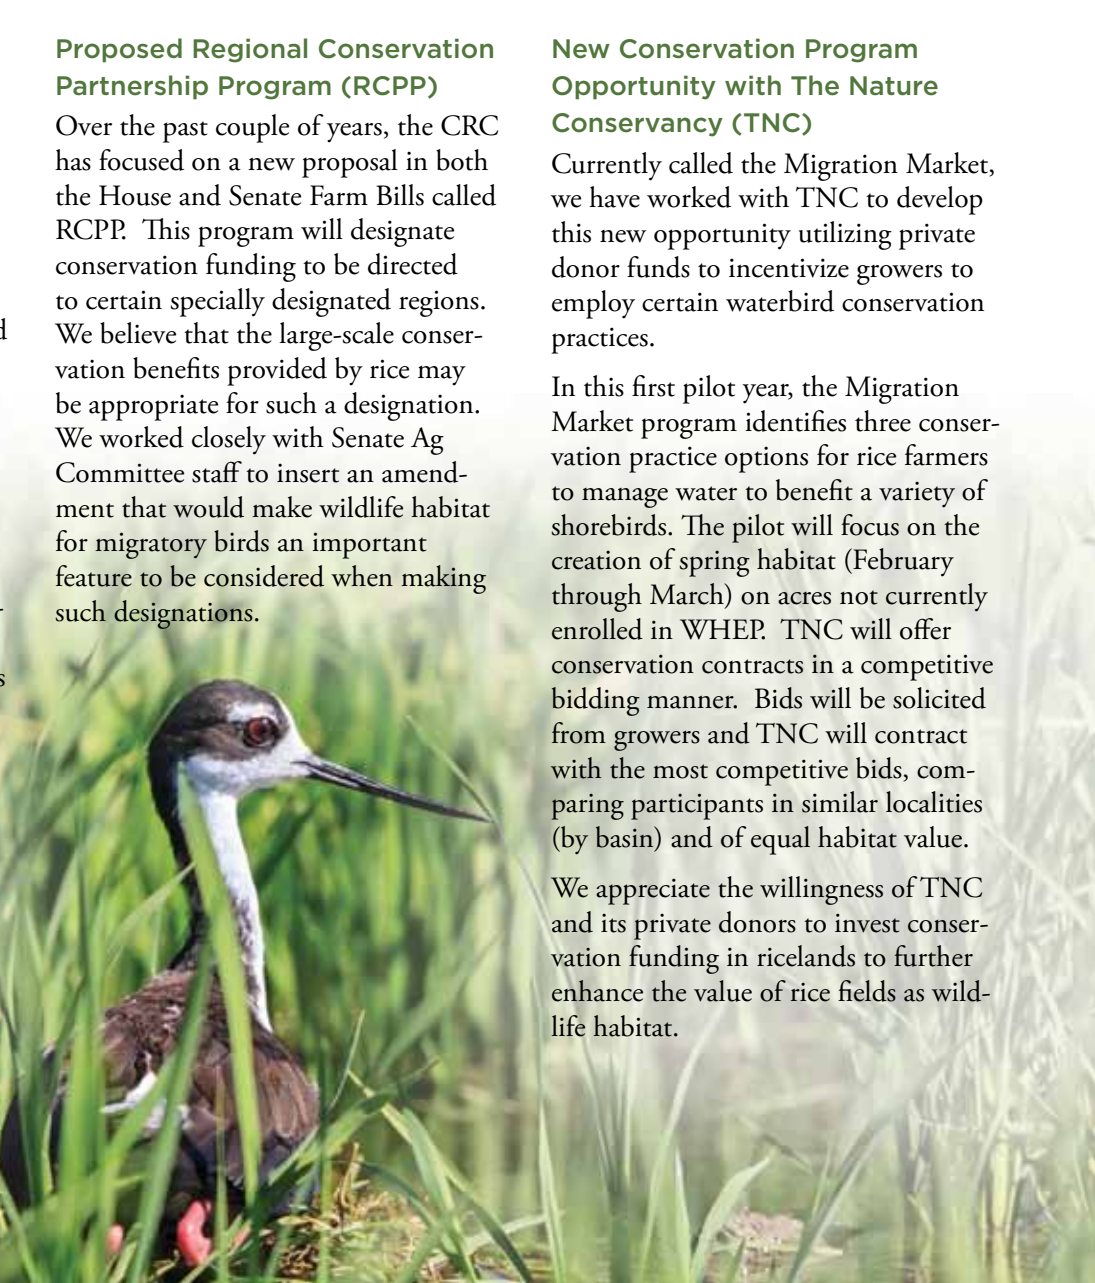 Proposed Regional Conservation
Partnership Program (RCPP)
Over the past couple of years, the CRC
has focused on a new proposal in both
the House and Senate Farm Bills called
RCPP.  This program will designate
conservation funding to be directed
to certain specially designated regions.
We believe that the large-scale conser-
vation benefits provided by rice may
be appropriate for such a designation.
We worked closely with Senate Ag
Committee staff to insert an amend-
ment that would make wildlife habitat
for migratory birds an important
feature to be considered when making
such designations.
New Conservation Program
Opportunity with The Nature
Conservancy (TNC)
Currently called the Migration Market,
we have worked with TNC to develop
this new opportunity utilizing private
donor funds to incentivize growers to
employ certain waterbird conservation
practices.
In this first pilot year, the Migration
Market program identifies three conser-
vation practice options for rice farmers
to manage water to benefit a variety of
shorebirds. The pilot will focus on the
creation of spring habitat (February
through March) on acres not currently
enrolled in WHEP.  TNC will offer
conservation contracts in a competitive
bidding manner.  Bids will be solicited
from growers and TNC will contract
with the most competitive bids, com-
paring participants in similar localities
(by basin) and of equal habitat value.
We appreciate the willingness of TNC
and its private donors to invest conser-
vation funding in ricelands to further
enhance the value of rice fields as wild-
life habitat.